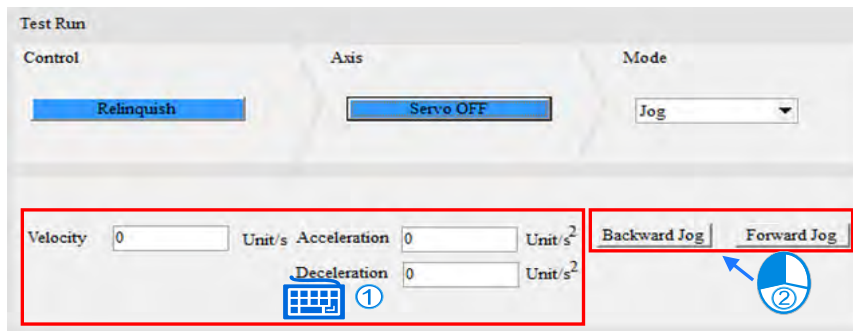 Test Run
Control Axis Mode
Relinquish Servo OFF Jog
Velocity 0 Unit/s Acceleration 0 Unit/s2 Backward Jog Forward Jog
Deceleration 0 Unit/s2
① ②